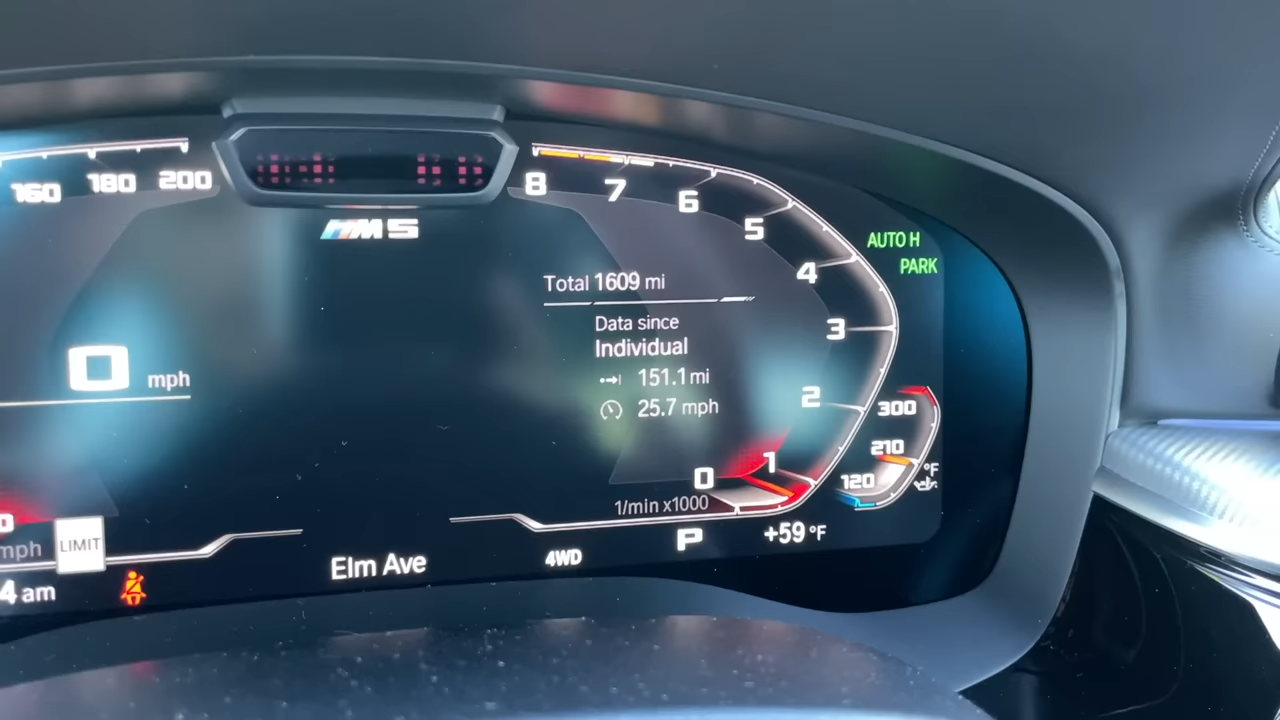 160 180 200
M5
8 7 6 5 4 3 2 1 0
AUTO H
PARK
Total 1609 mi
Data since
Individual
151.1 mi
25.7 mph
0 mph
300
210
120
°F
1/min x1000
0
mph
LIMIT
4 am
Elm Ave
4WD
P
+59 °F